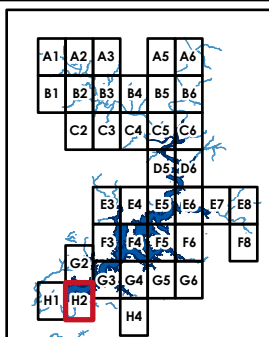 A1 A2 A3 A5 A6
B1 B2 B3 B4 B5 B6
C2 C3 C4 C5 C6
D5 D6
E3 E4 E5 E6 E7 E8
F3 F4 F5 F6 F8
G2
G3 G4 G5 G6
H1 H2
H4